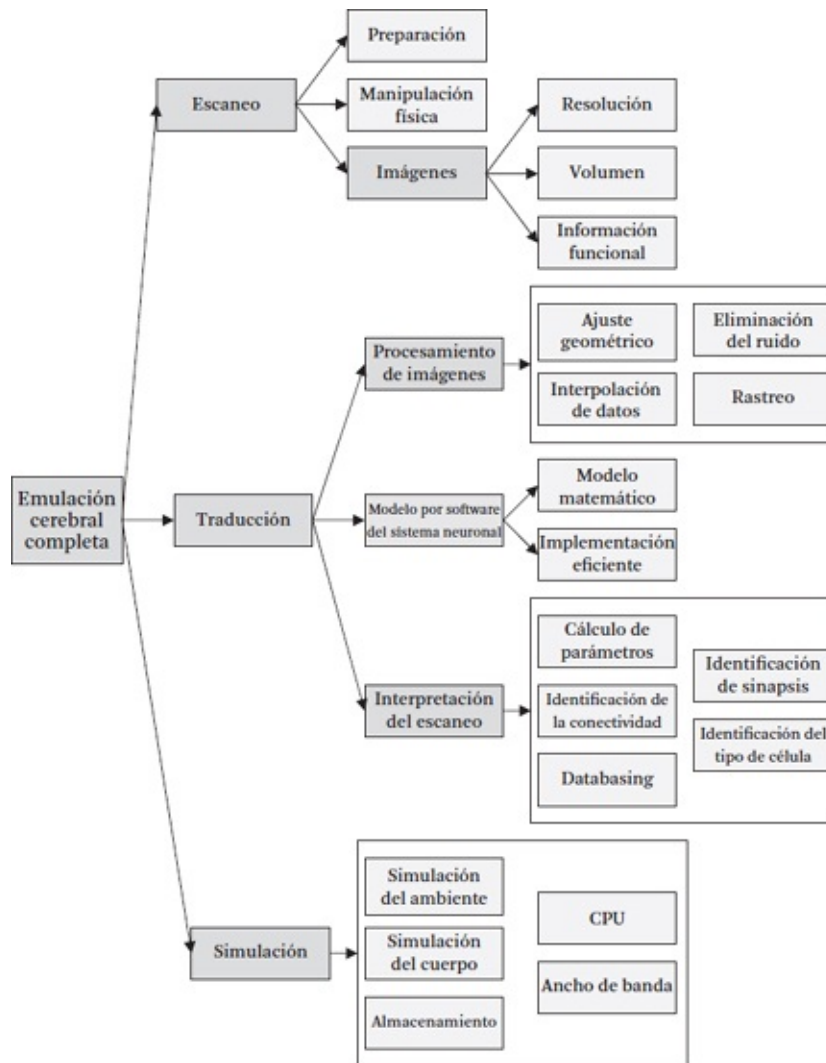 Preparación
Escaneo
Manipulación
física
Imágenes
Resolución
Volumen
Información
funcional
Procesamiento
de imágenes
Ajuste
geométrico
Eliminación
del ruido
Interpolación
de datos
Rastreo
Emulación
cerebral
completa
Traducción
Modelo por software
del sistema neuronal
Modelo
matemático
Implementación
eficiente
Interpretación
del escaneo
Cálculo de
parámetros
Identificación
de sinapsis
Identificación de
la conectividad
Identificación del
tipo de célula
Databasing
Simulación
Simulación
del ambiente
CPU
Simulación
del cuerpo
Ancho de banda
Almacenamiento